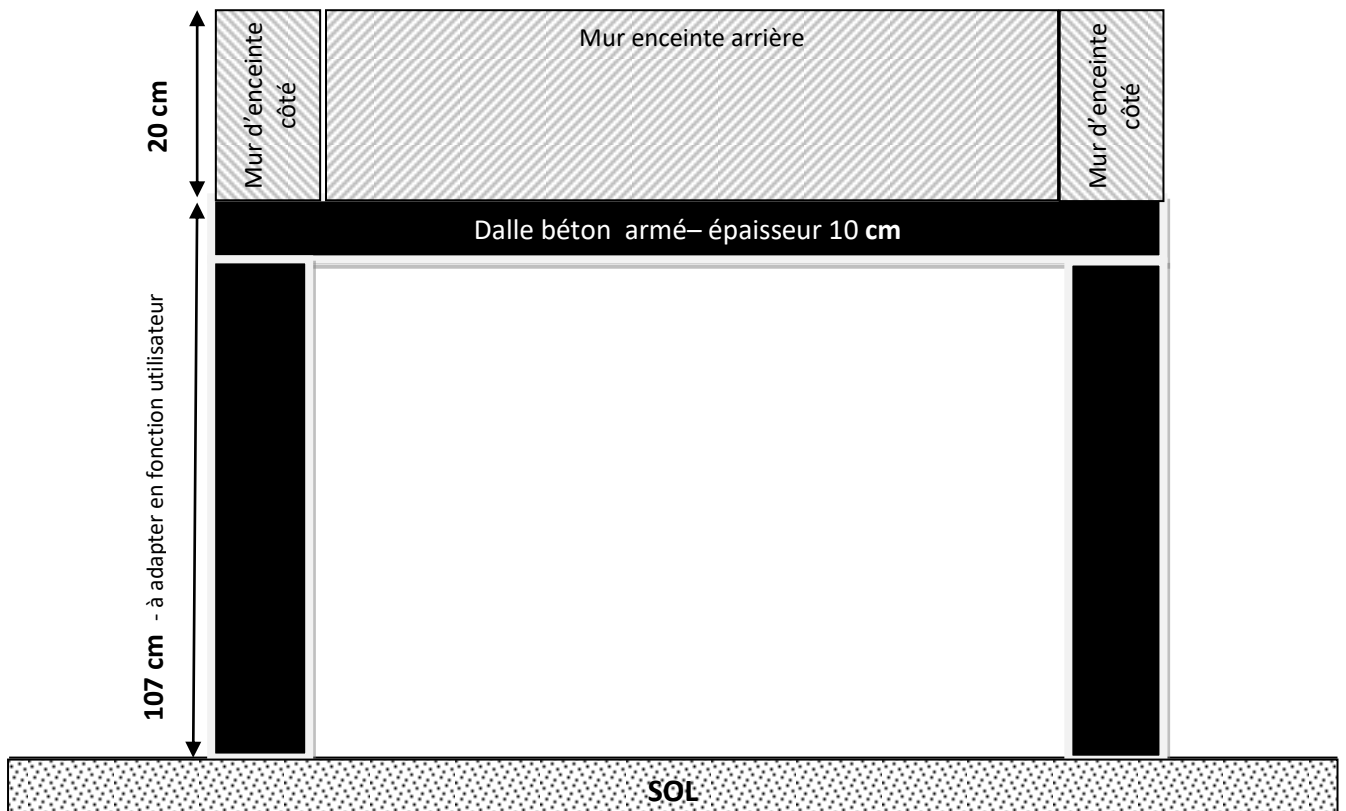 Mur enceinte arrière
Mur d’enceinte
côté
Mur d’enceinte
côté
20 cm
Dalle béton  armé– épaisseur 10 cm
107 cm  - à adapter en fonction utilisateur
SOL